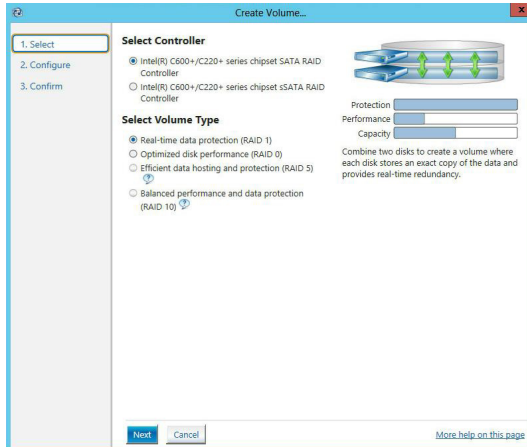 Create Volume...
x
1. Select
2. Configure
3. Confirm
Select Controller
Intel(R) C600+/C220+ series chipset SATA RAID
Controller
Intel(R) C600+/C220+ series chipset sSATA RAID
Controller
Select Volume Type
Real-time data protection (RAID 1)
Optimized disk performance (RAID 0)
Efficient data hosting and protection (RAID 5)
?
Balanced performance and data protection
(RAID 10) ?
Protection
Performance
Capacity
Combine two disks to create a volume where
each disk stores an exact copy of the data and
provides real-time redundancy.
Next
Cancel
More help on this page